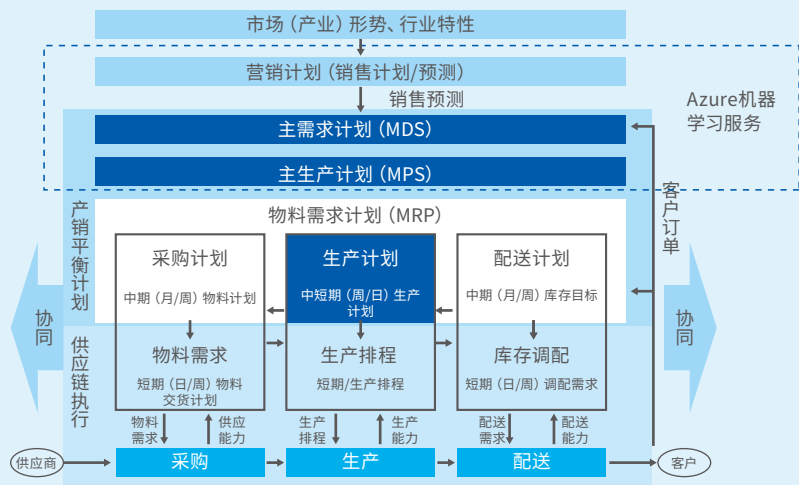 市场（产业）形势、行业特性
营销计划（销售计划/预测）
销售预测
Azure机器
学习服务
主需求计划（MDS）
主生产计划（MPS）
客户订单
产销平衡计划
物料需求计划（MRP）
采购计划
中期（月/周）物料计划
生产计划
中短期（周/日）生产
计划
配送计划
中期（月/周）库存目标
协同
协同
供应链执行
物料需求
短期（日/周）物料
交货计划
生产排程
短期/生产排程
库存调配
短期（日/周）调配需求
物料
需求
供应
能力
生产
排程
生产
能力
配送
需求
配送
能力
供应商
采购
生产
配送
客户